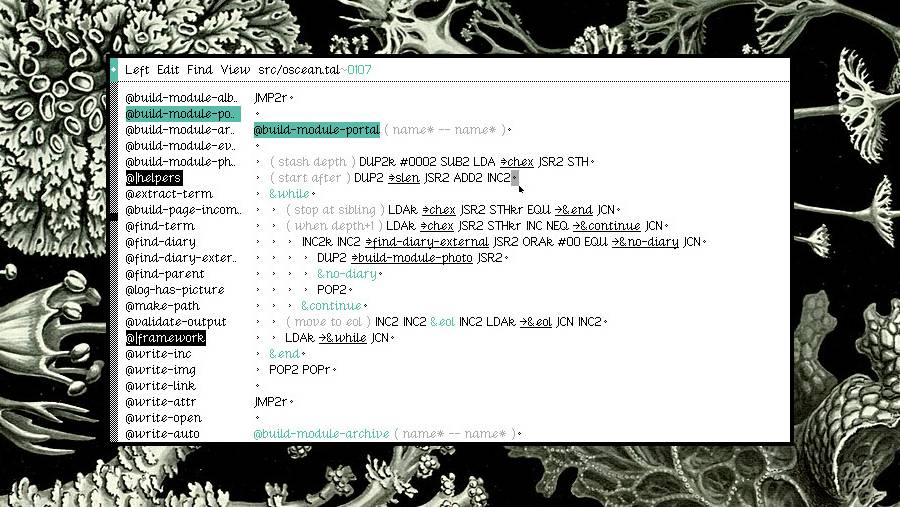 Left Edit Find View src/oscean.tal~0107
@build-module-alb..
@build-module-po..
@build-module-ar..
@build-module-ev..
@build-module-ph..
@|helpers
@extract-term
@build-page-incom..
@find-term
@find-diary
@find-diary-exter..
@find-parent
@log-has-picture
@make-path
@validate-output
@|framework
@write-inc
@write-img
@write-link
@write-attr
@write-open
@write-auto
JMP2r
@build-module-portal ( name* -- name* )
( stash depth ) DUP2k #0002 SUB2 LDA =>chex JSR2 STH
( start after ) DUP2 =>slen JSR2 ADD2 INC2
&while
( stop at sibling ) LDAk =>chex JSR2 STHkr EQU ->&end JCN
( when depth+1 ) LDAk =>chex JSR2 STHkr INC NEQ ->&continue JCN
INC2k INC2 =>find-diary-external JSR2 ORAk #00 EQU ->&no-diary JCN
DUP2 =>build-module-photo JSR2
&no-diary
POP2
&continue
( move to eol ) INC2 INC2 &eol INC2 LDAk ->&eol JCN INC2
LDAk ->&while JCN
&end
POP2 POPr
JMP2r
@build-module-archive ( name* -- name* )